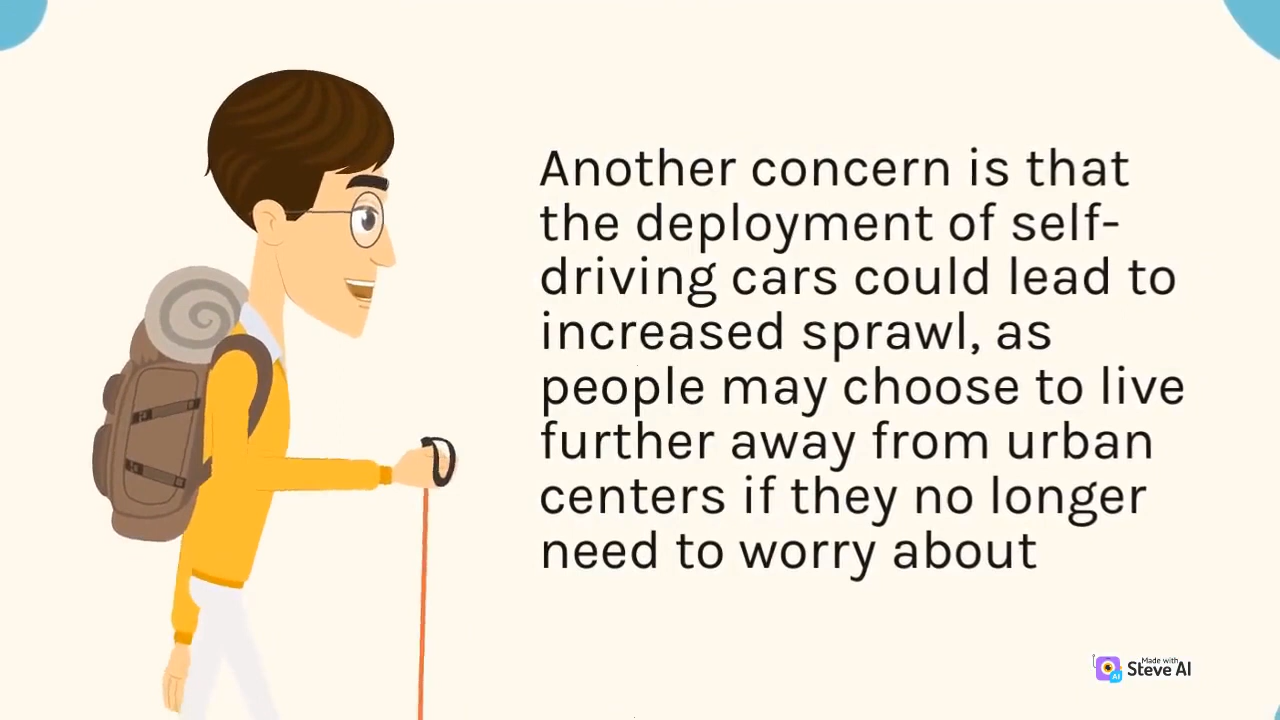 Another concern is that
the deployment of self-
driving cars could lead to
increased sprawl, as
people may choose to live
further away from urban
centers if they no longer
need to worry about
Made with
Steve AI
AI